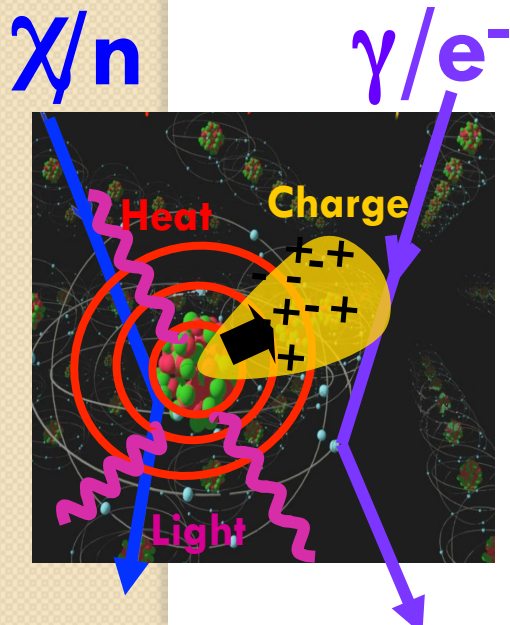 χ/n
γ/e⁻
Charge
Heat
+ - +
- -
+ - +
+
Light